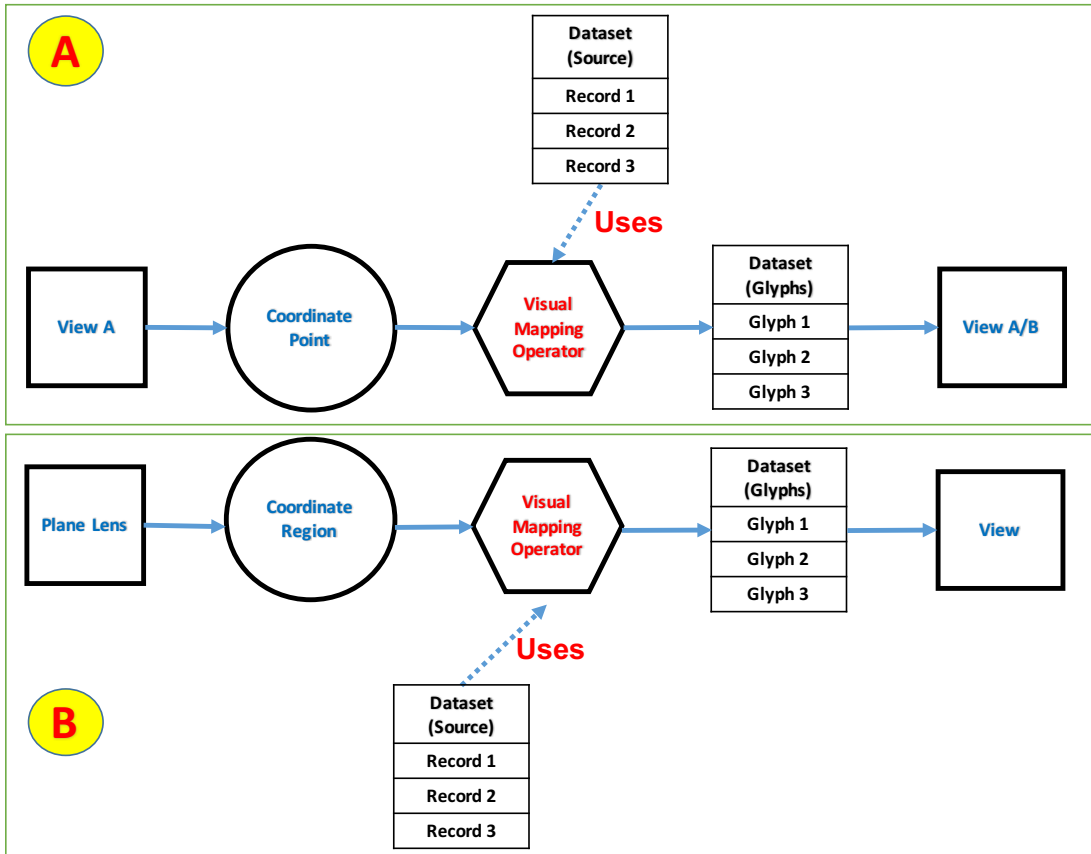 A
Dataset
(Source)
Record 1
Record 2
Record 3
Uses
View A
Coordinate
Point
Visual
Mapping
Operator
Dataset
(Glyphs)
Glyph 1
Glyph 2
Glyph 3
View A/B
Plane Lens
Coordinate
Region
Visual
Mapping
Operator
Dataset
(Glyphs)
Glyph 1
Glyph 2
Glyph 3
View
Uses
B
Dataset
(Source)
Record 1
Record 2
Record 3